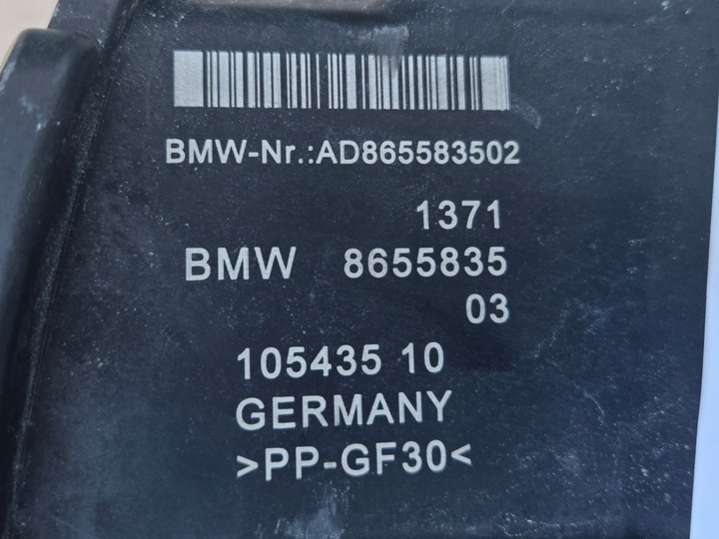 BMW-Nr.:AD865583502
1371
BMW 8655835
03
105435 10
GERMANY
>PP-GF30<